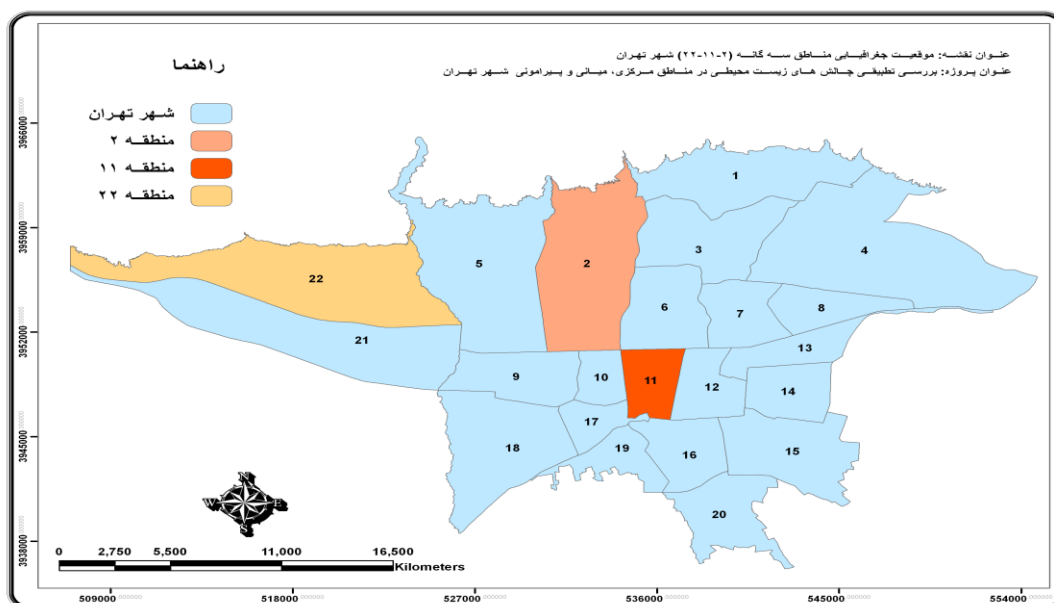 عنوان نقشه: موقعیت جغرافیایی مناطق سه گانه (۲-۱۱-۲۲) شهر تهران
عنوان پروژه: بررسی تطبیقی چالش های زیست محیطی در مناطق مرکزی، میانی و پیرامونی شهر تهران
راهنما
شهر تهران
منطقه ۲
منطقه ۱۱
منطقه ۲۲
1
2
3
4
5
6
7
8
9
10
11
12
13
14
15
16
17
18
19
20
21
22
N
E
S
W
0 2,750 5,500 11,000 16,500
Kilometers
3966000
3959000
3952000
3945000
3938000
509000 518000 527000 536000 545000 554000